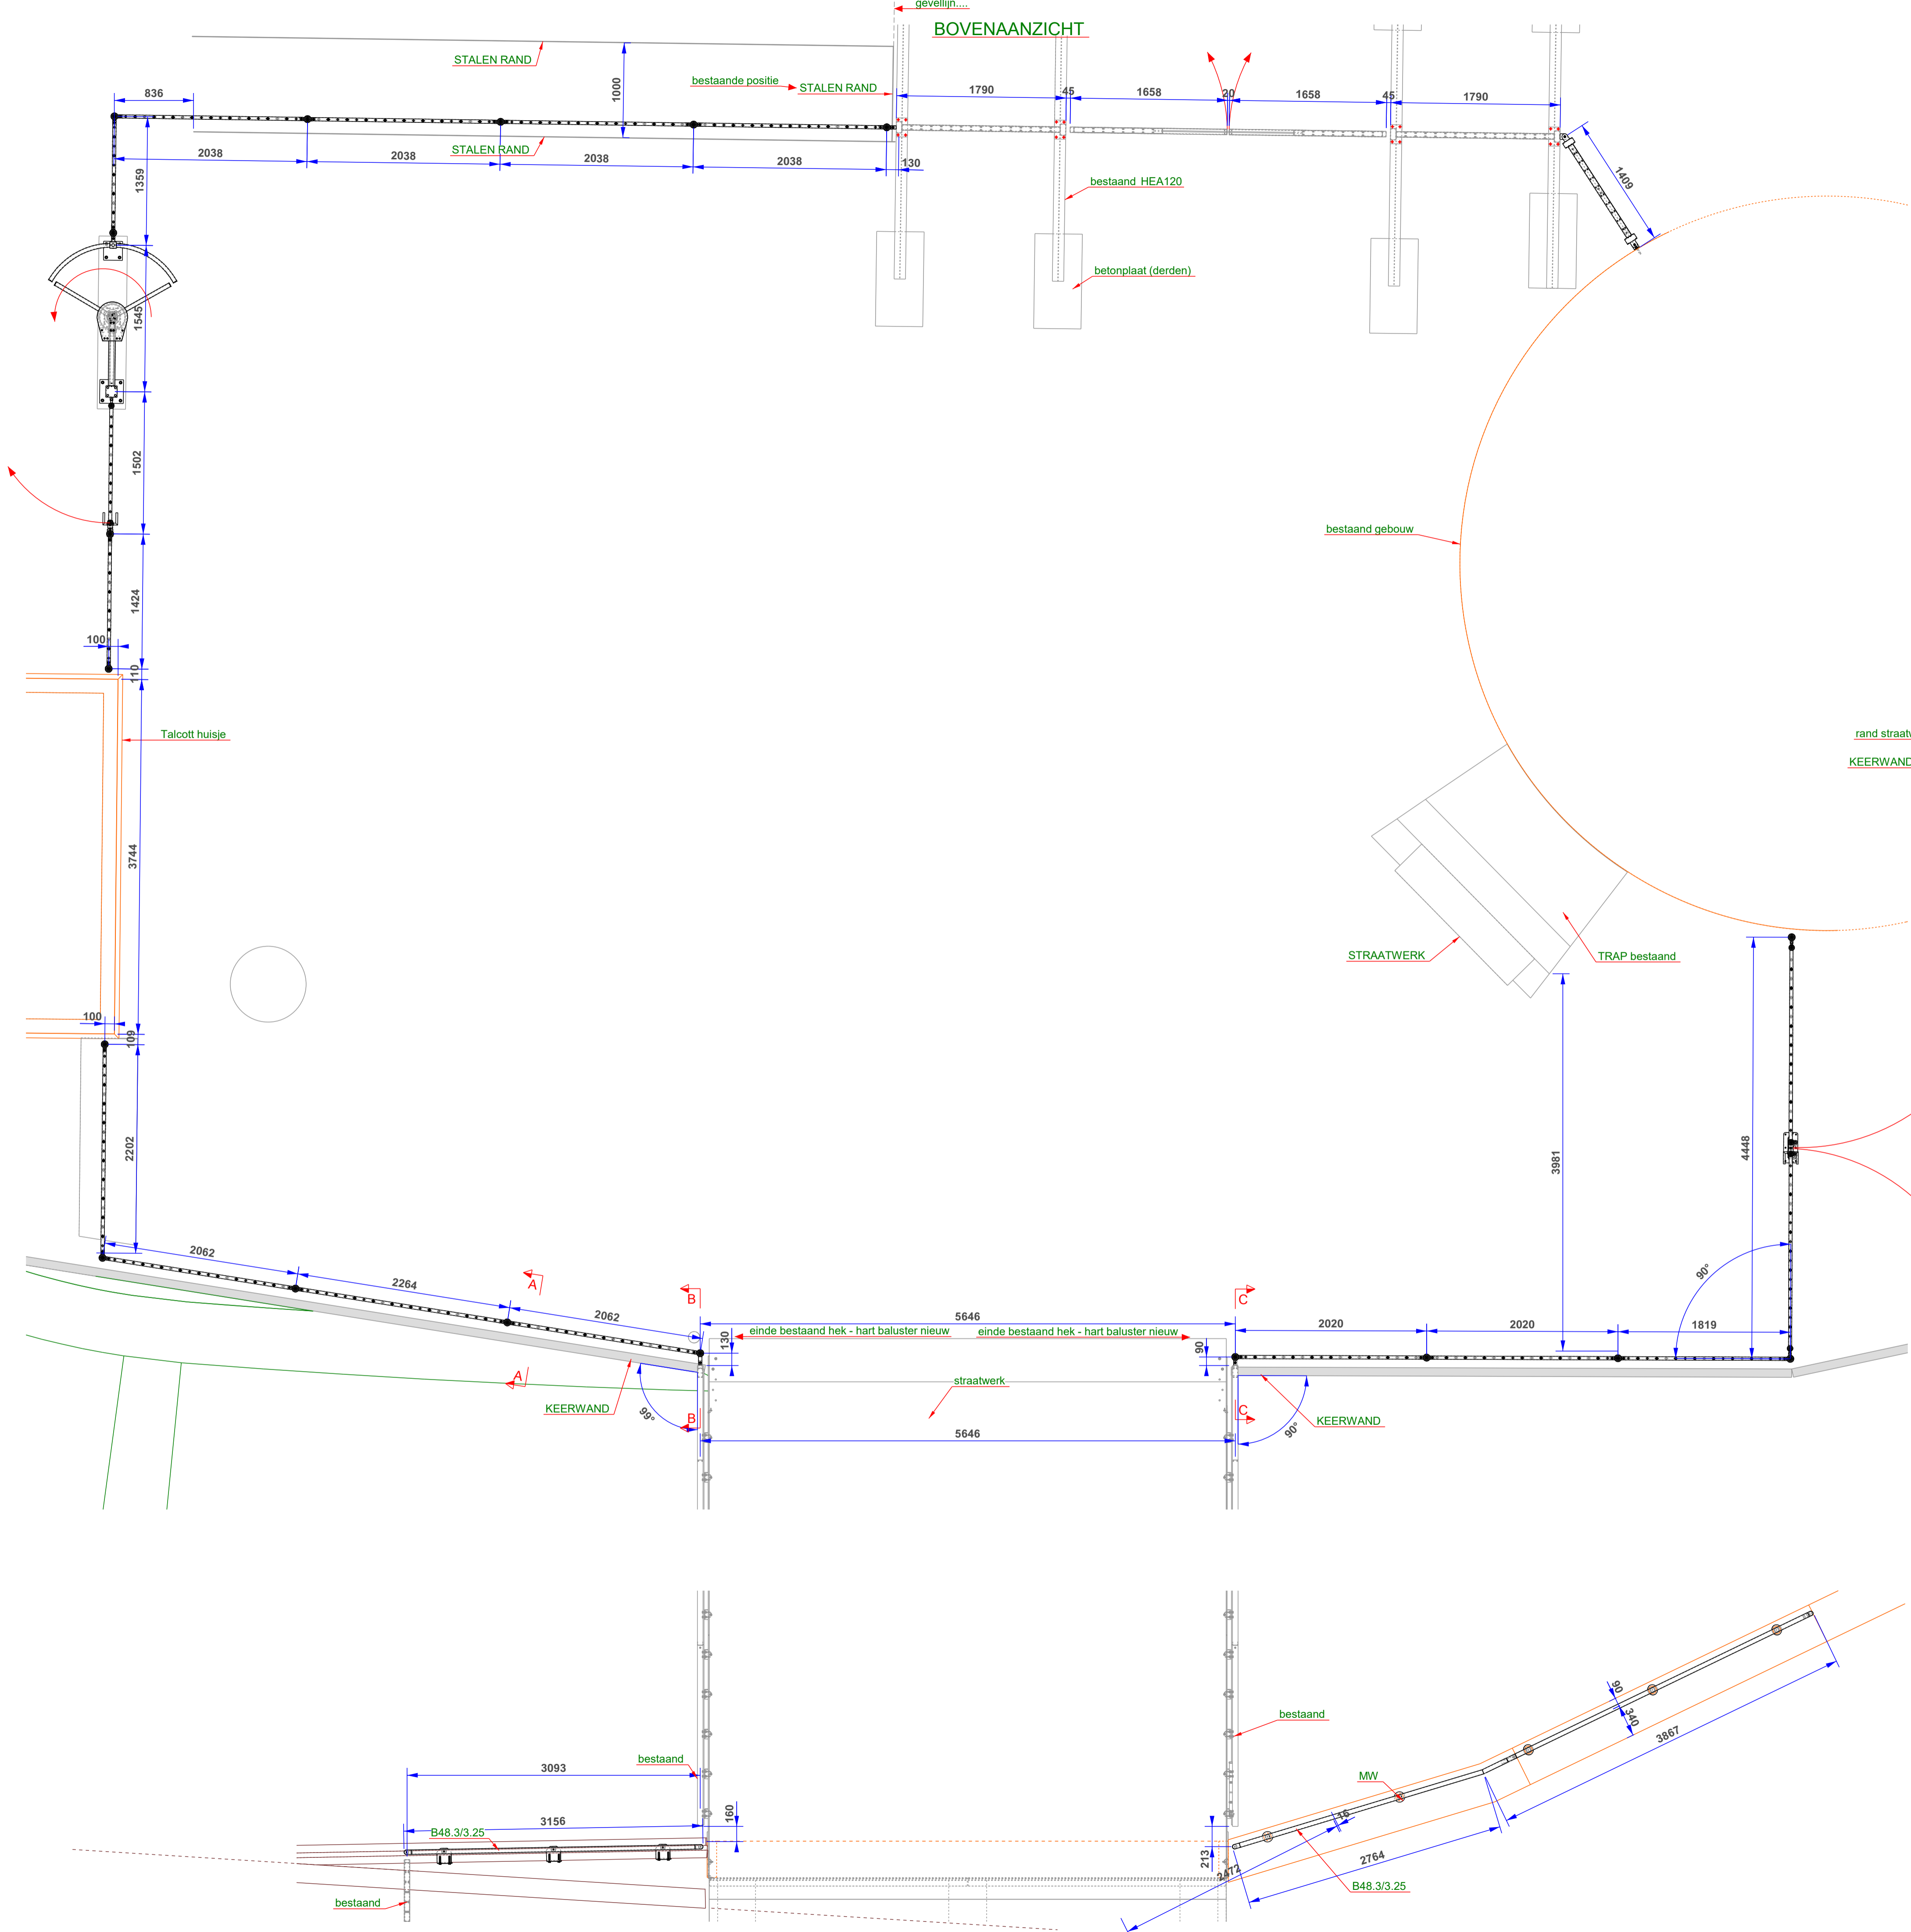 gevellijn....
BOVENAANZICHT
STALEN RAND
bestaande positie
STALEN RAND
836
1000
1790
45
1658
20
1658
45
1790
STALEN RAND
2038
2038
2038
2038
130
1359
1409
bestaand HEA120
betonplaat (derden)
1545
1502
bestaand gebouw
1424
100
110
Talcott huisje
rand straatw
KEERWAND
3744
STRAATWERK
TRAP bestaand
100
109
2202
3981
4448
2062
2264
2062
A
B
C
90°
5646
einde bestaand hek - hart baluster nieuw
einde bestaand hek - hart baluster nieuw
130
90
2020
2020
1819
A
straatwerk
KEERWAND
99°
B
C
KEERWAND
90°
5646
bestaand
90
340
3867
bestaand
3093
MW
3156
160
B48.3/3.25
16
213
2472
2764
B48.3/3.25
bestaand